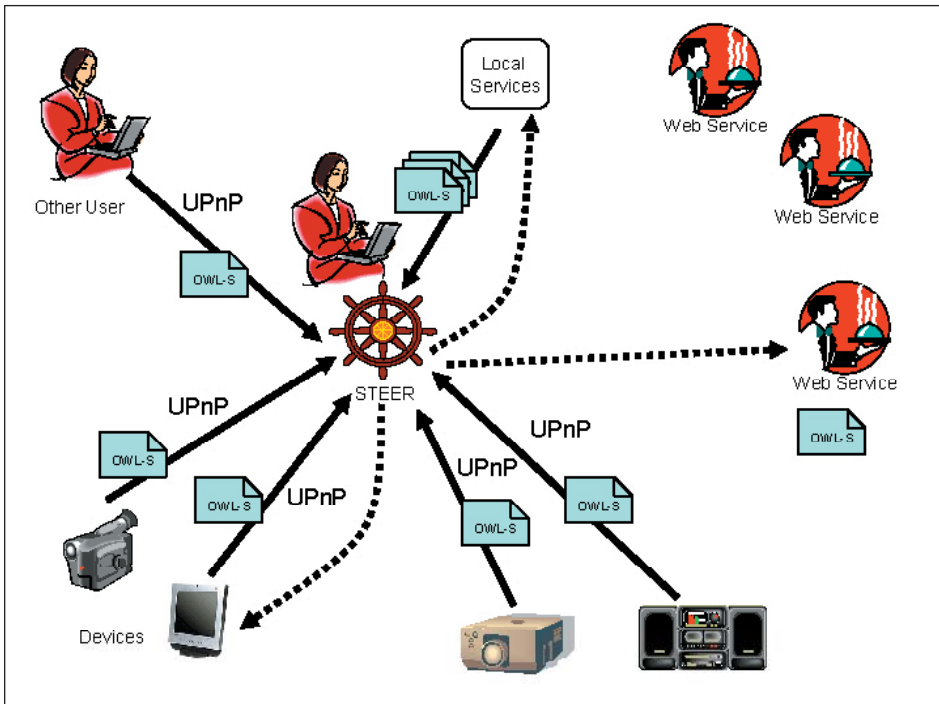 Local
Services
Web Service
Other User
UPnP
OWL-S
OWL-S
Web Service
STEER
Web Service
UPnP
OWL-S
OWL-S
UPnP
OWL-S
UPnP
OWL-S
UPnP
OWL-S
Devices